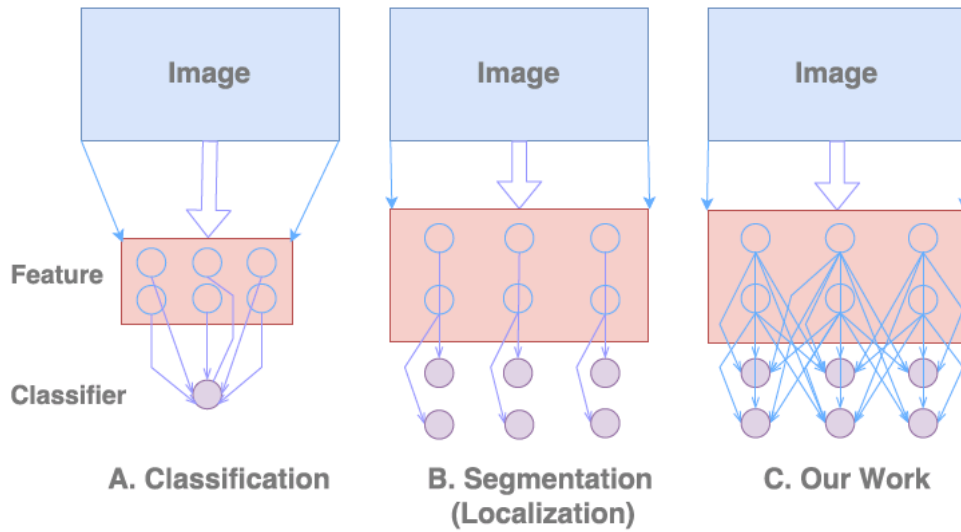 Image
Image
Image
Feature
Classifier
A. Classification
B. Segmentation
(Localization)
C. Our Work